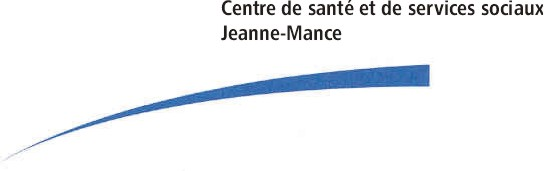 Centre de santé et de services sociaux
Jeanne-Mance